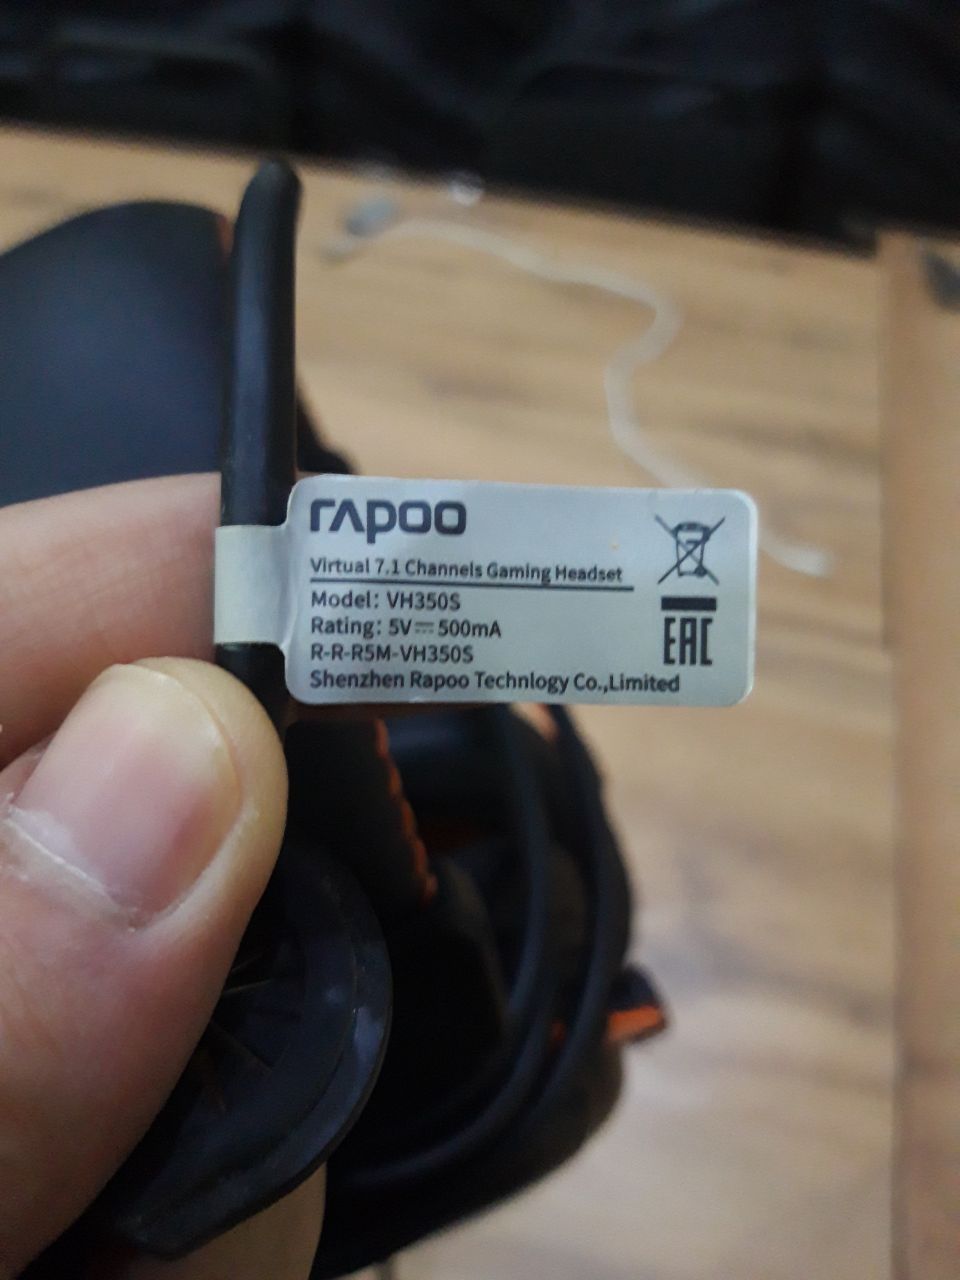 rapoo
Virtual 7.1 Channels Gaming Headset
Model: VH350S
Rating: 5V⎓500mA
R-R-R5M-VH350S
Shenzhen Rapoo Technlogy Co.,Limited
EAC